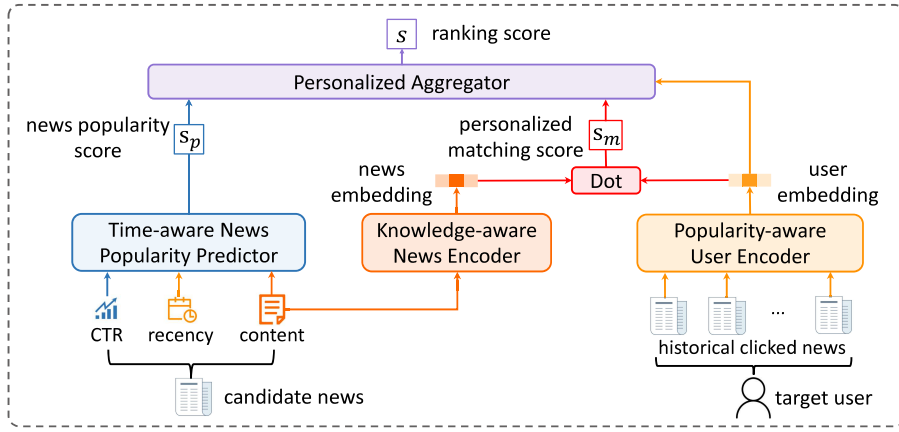 s
ranking score
Personalized Aggregator
news popularity
score
s_p
personalized
matching score
s_m
news
embedding
Dot
user
embedding
Time-aware News
Popularity Predictor
Knowledge-aware
News Encoder
Popularity-aware
User Encoder
CTR
recency
content
...
historical clicked news
candidate news
target user